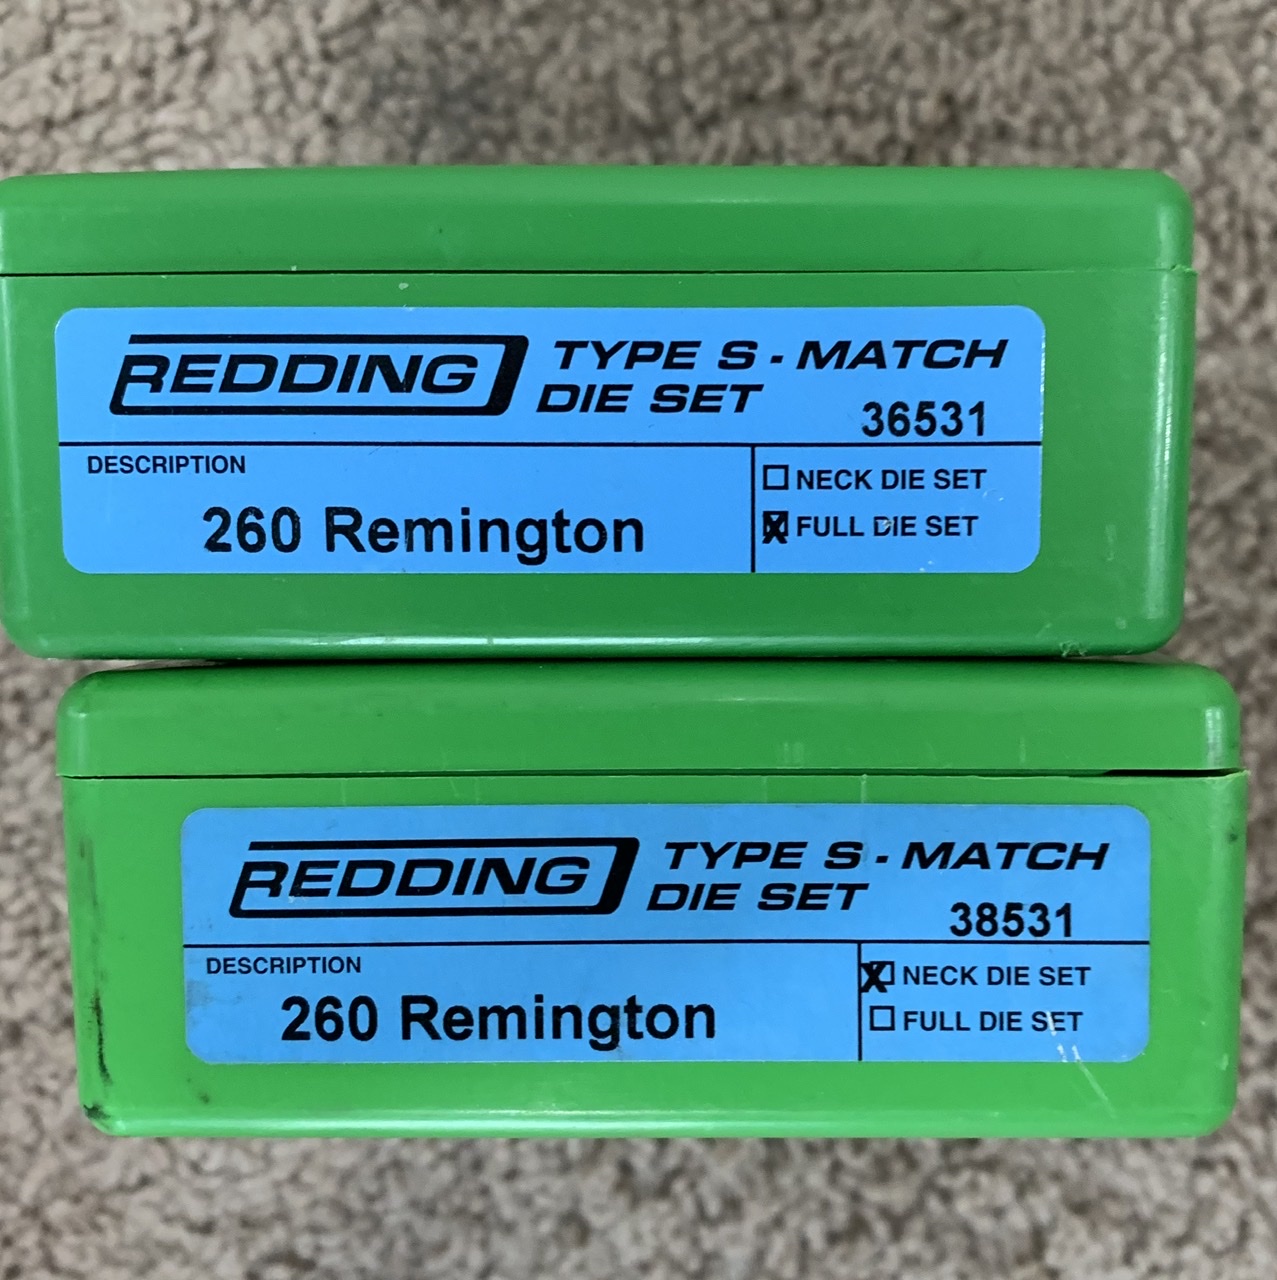 REDDING TYPE S - MATCH
DIE SET
36531
DESCRIPTION
260 Remington
☐ NECK DIE SET
☒ FULL DIE SET
REDDING TYPE S - MATCH
DIE SET
38531
DESCRIPTION
260 Remington
☒ NECK DIE SET
☐ FULL DIE SET